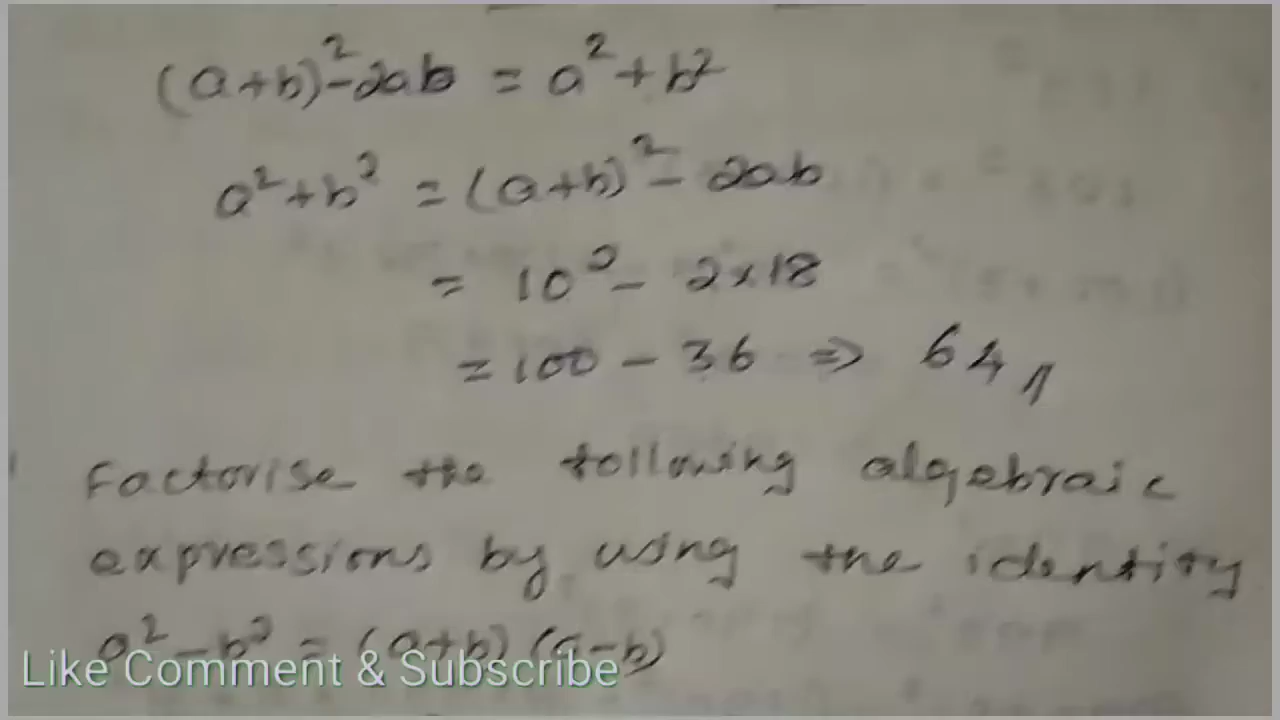 (a+b)²-2ab = a²+b²
a²+b² = (a+b)² - 2ab
= 10² - 2×18
= 100 - 36 ⇒ 64
Factorise the following algebraic
expressions by using the identity
a²-b² = (a+b) (a-b)
Like Comment & Subscribe